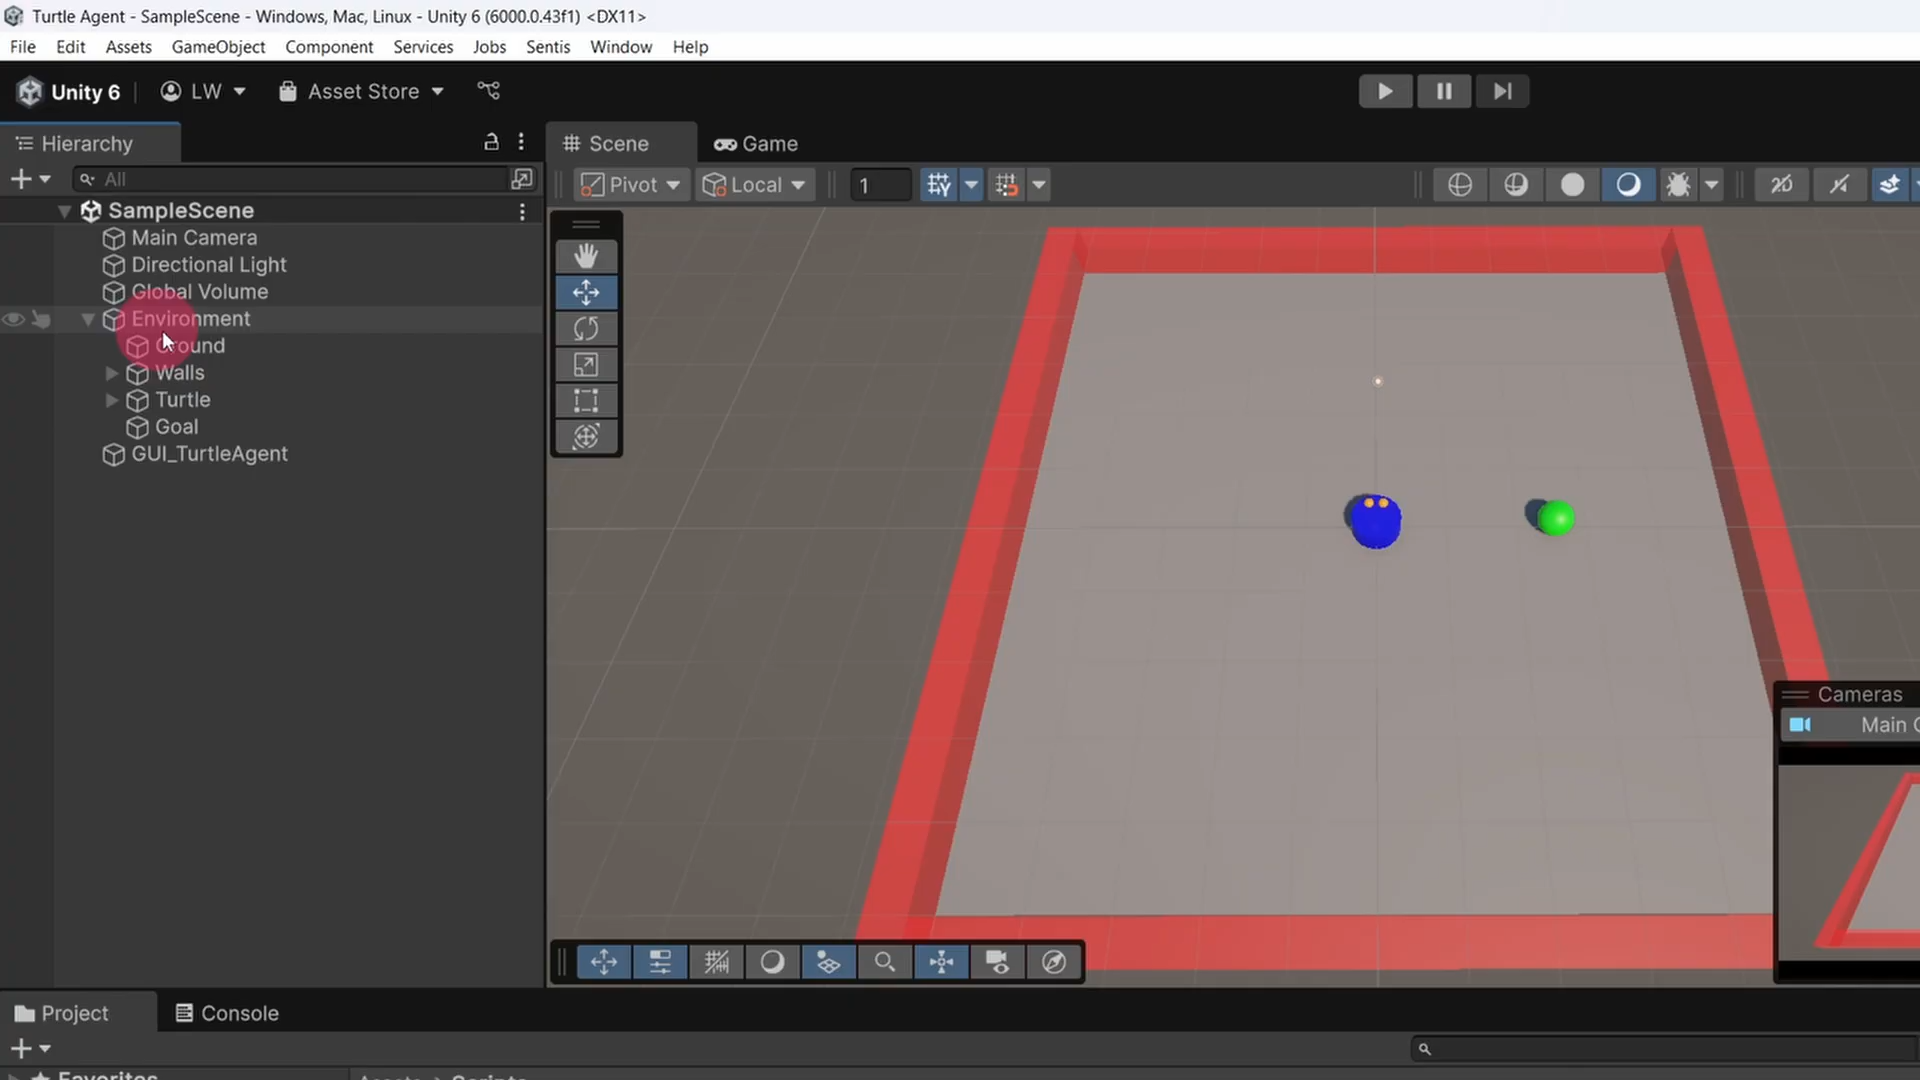 Turtle Agent - SampleScene - Windows, Mac, Linux - Unity 6 (6000.0.43f1) <DX11>
File Edit Assets GameObject Component Services Jobs Sentis Window Help
Unity 6 LW Asset Store
Hierarchy
Scene Game
All
Pivot Local 1 2D
SampleScene
Main Camera
Directional Light
Global Volume
Environment
Ground
Walls
Turtle
Goal
GUI_TurtleAgent
Cameras
Main C
Project Console
Favorites
Assets Scripts